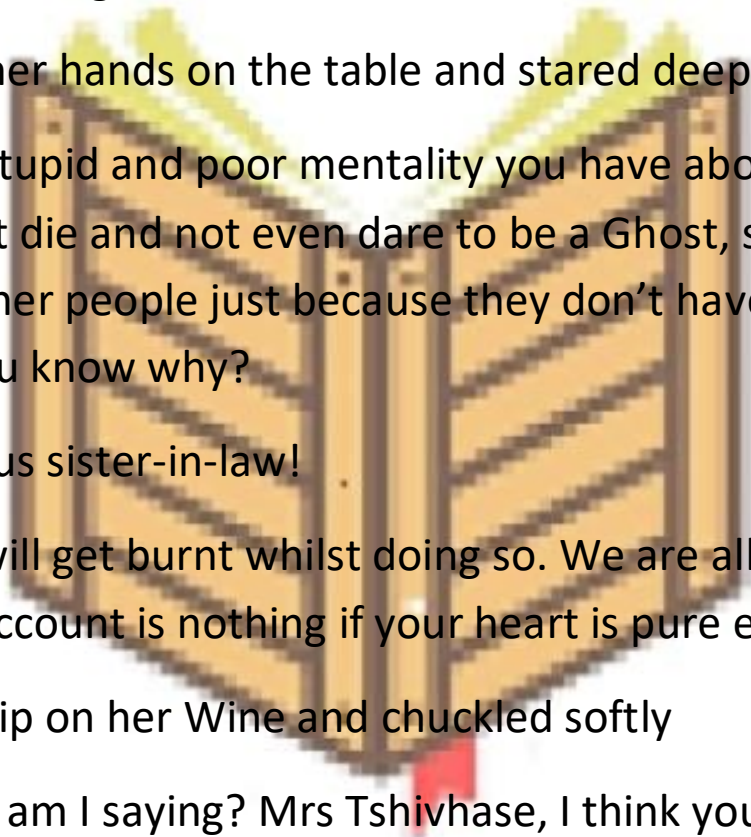 her hands on the table and stared deep
tupid and poor mentality you have abo
t die and not even dare to be a Ghost, s
her people just because they don’t have
u know why?
us sister-in-law!
will get burnt whilst doing so. We are all
ccount is nothing if your heart is pure e
ip on her Wine and chuckled softly
am I saying? Mrs Tshivhase, I think you